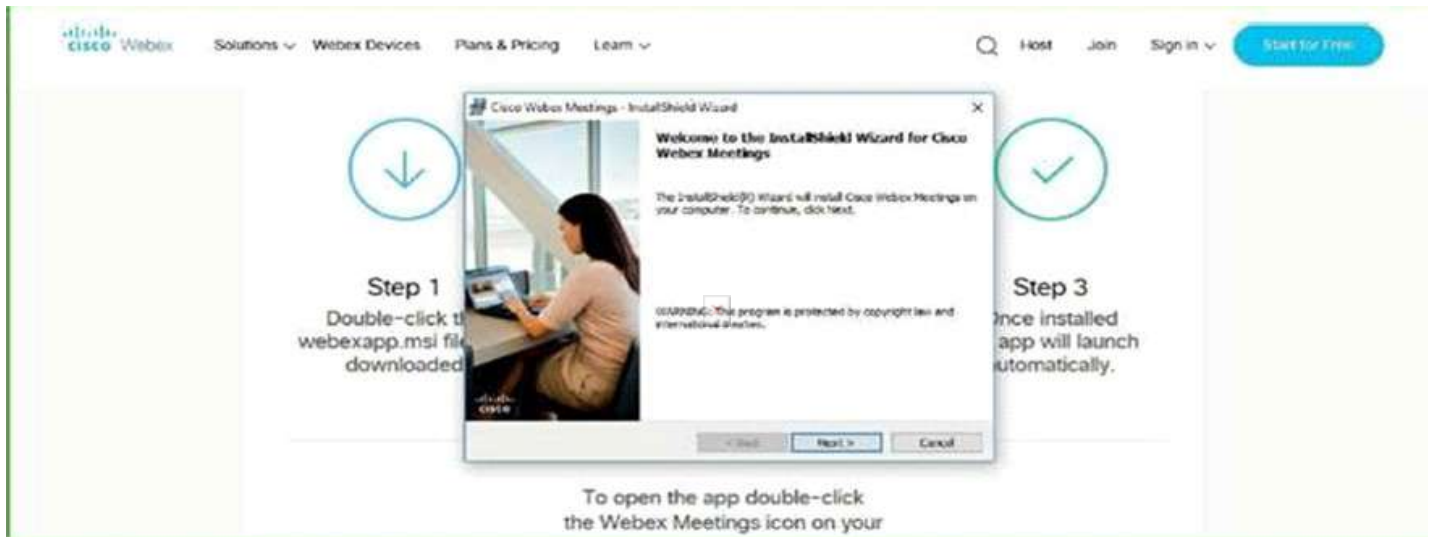 cisco Webex
Solutions
Webex Devices
Plans & Pricing
Learn
Host
Join
Sign in
Start for Free
Cisco Webex Meetings - InstallShield Wizard
Welcome to the InstallShield Wizard for Cisco
Webex Meetings
The InstallShield(R) Wizard will install Cisco Webex Meetings on
your computer. To continue, click Next.
WARNING: This program is protected by copyright law and
international treaties.
cisco
< Back
Next >
Cancel
Step 1
Double-click
webexapp.msi
downloaded
Step 3
Once installed
app will launch
automatically.
To open the app double-click
the Webex Meetings icon on your